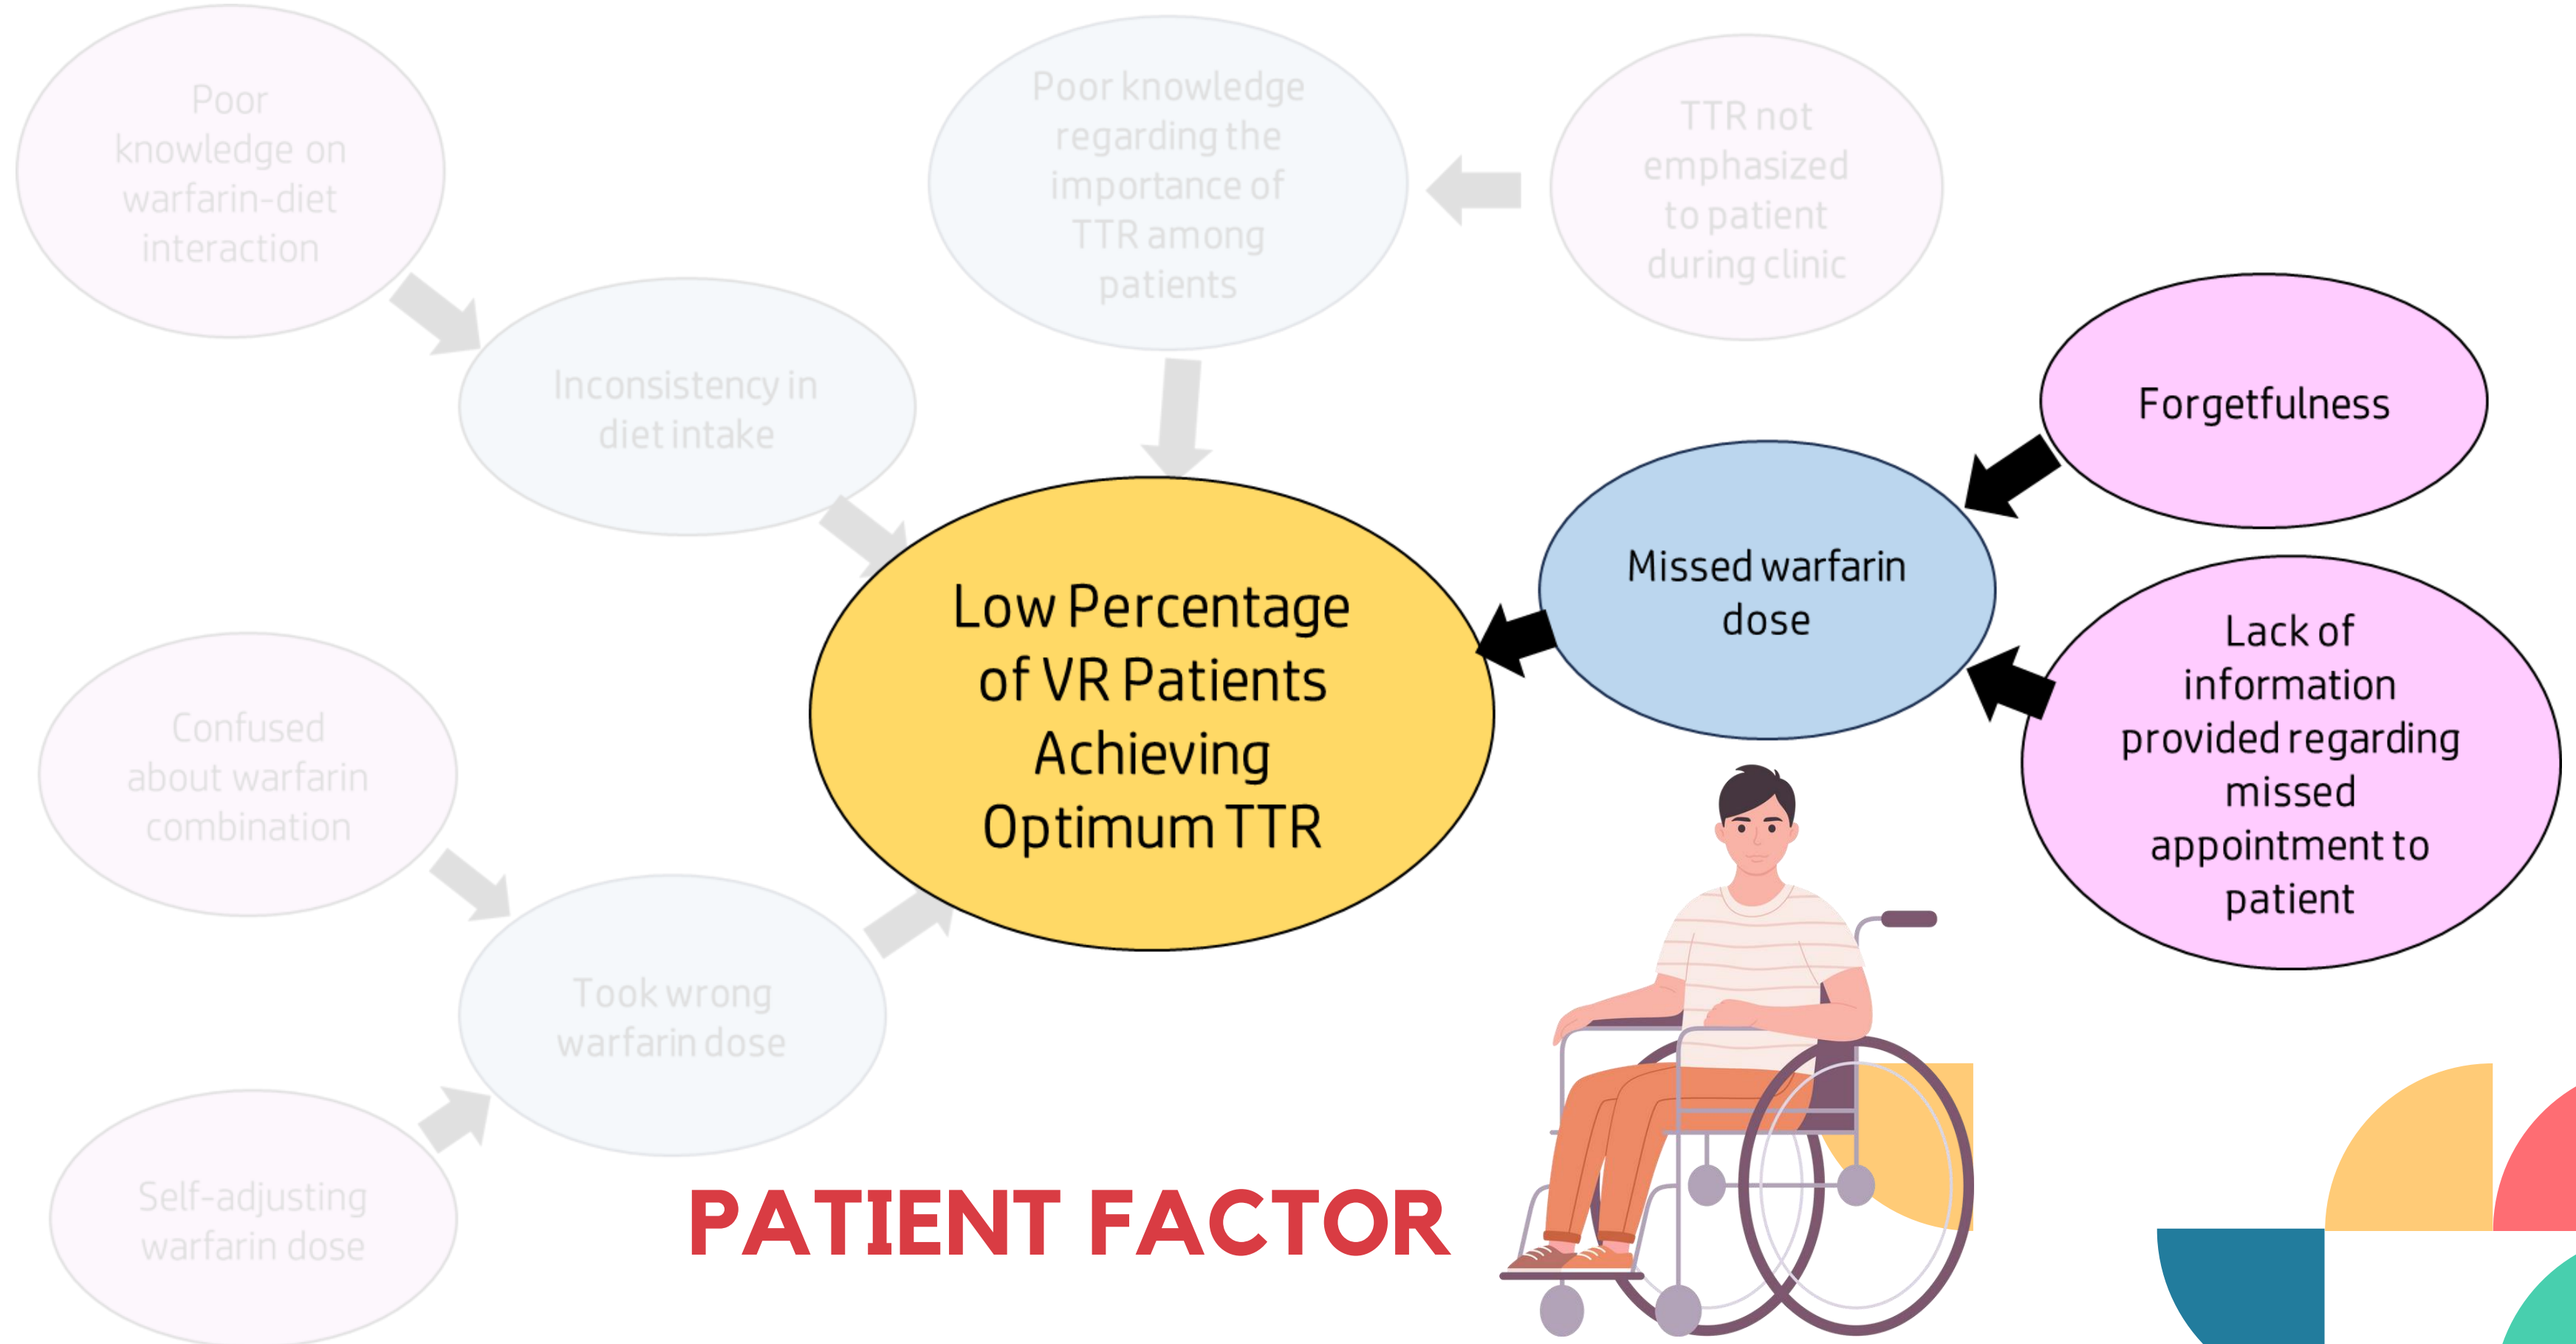 Poor
knowledge on
warfarin-diet
interaction
Inconsistency in
diet intake
Poor knowledge
regarding the
importance of
TTR among
patients
TTR not
emphasized
to patient
during clinic
Forgetfulness
Missed warfarin
dose
Lack of
information
provided regarding
missed
appointment to
patient
Low Percentage
of VR Patients
Achieving
Optimum TTR
Confused
about warfarin
combination
Took wrong
warfarin dose
Self-adjusting
warfarin dose
PATIENT FACTOR